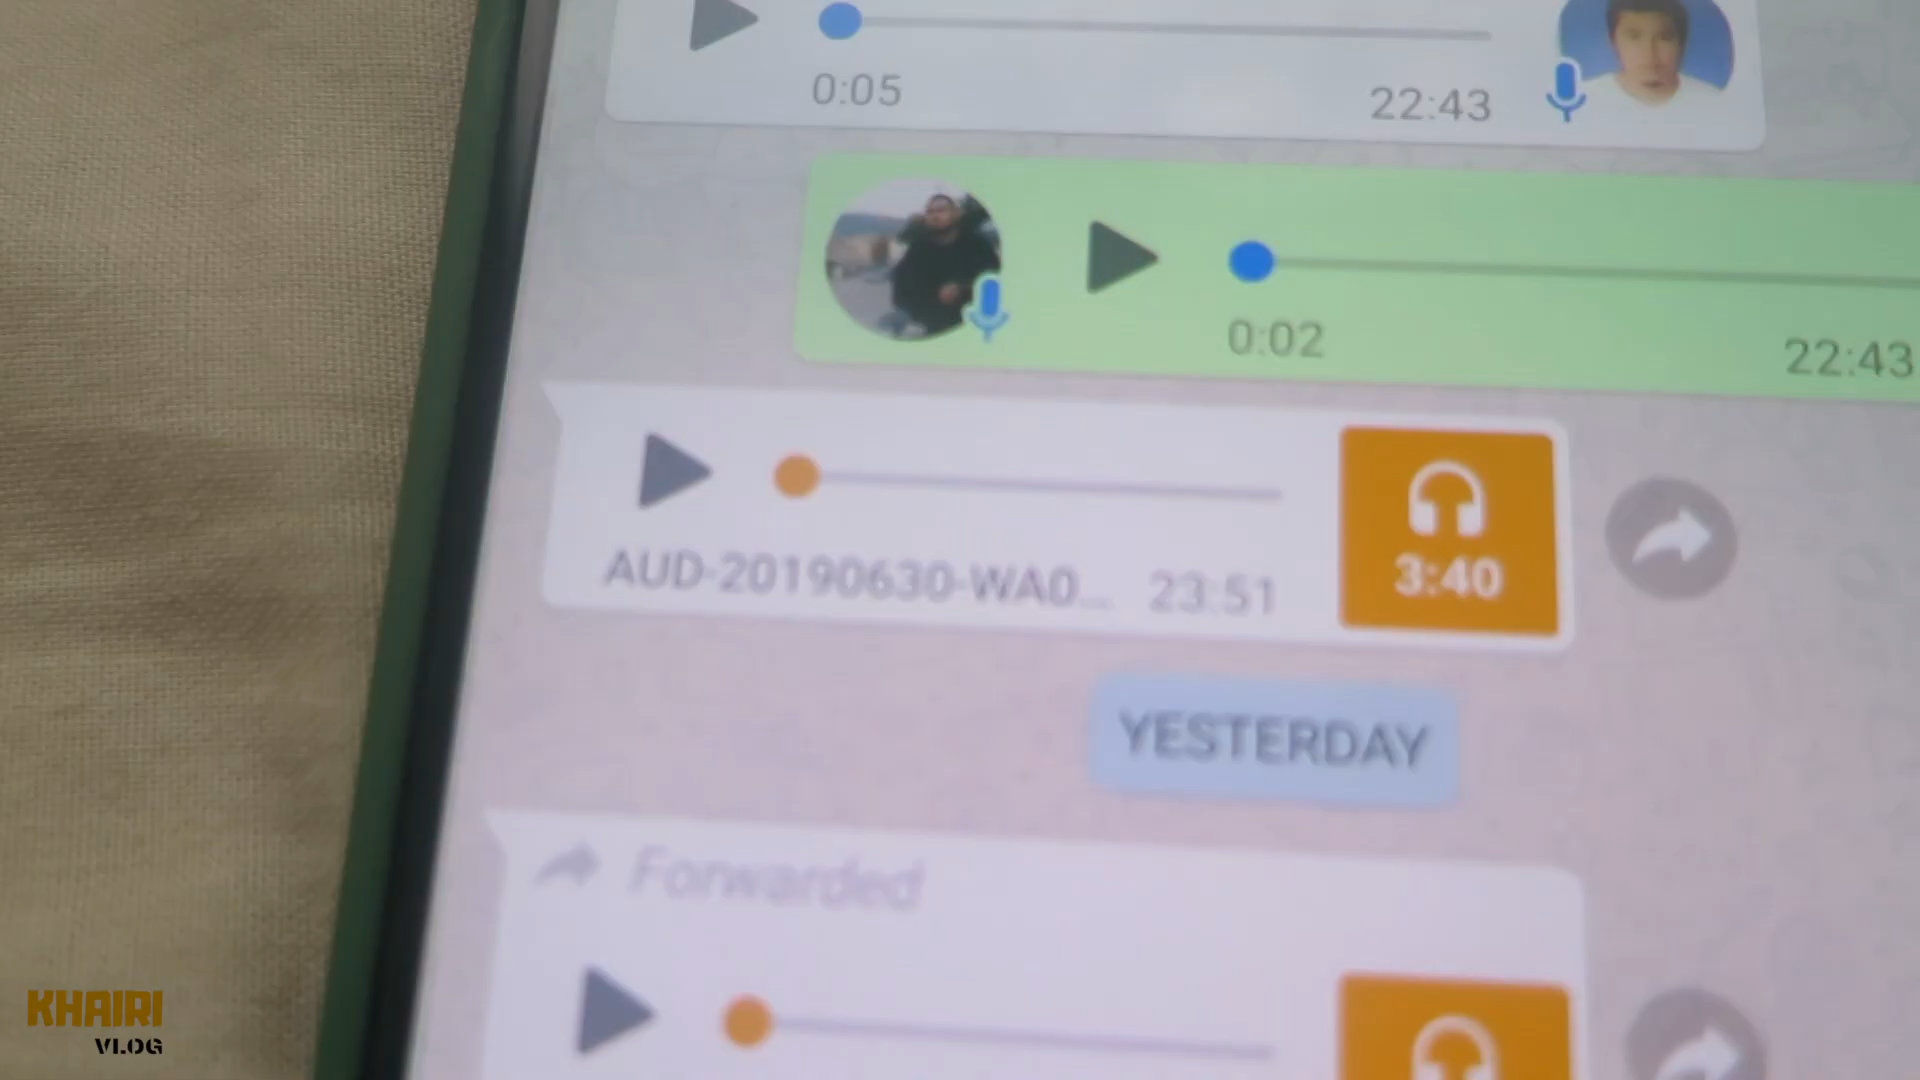 0:05 22:43
0:02 22:43
AUD-20190630-WA0... 23:51
3:40
YESTERDAY
Forwarded
KHAIRI
VLOG